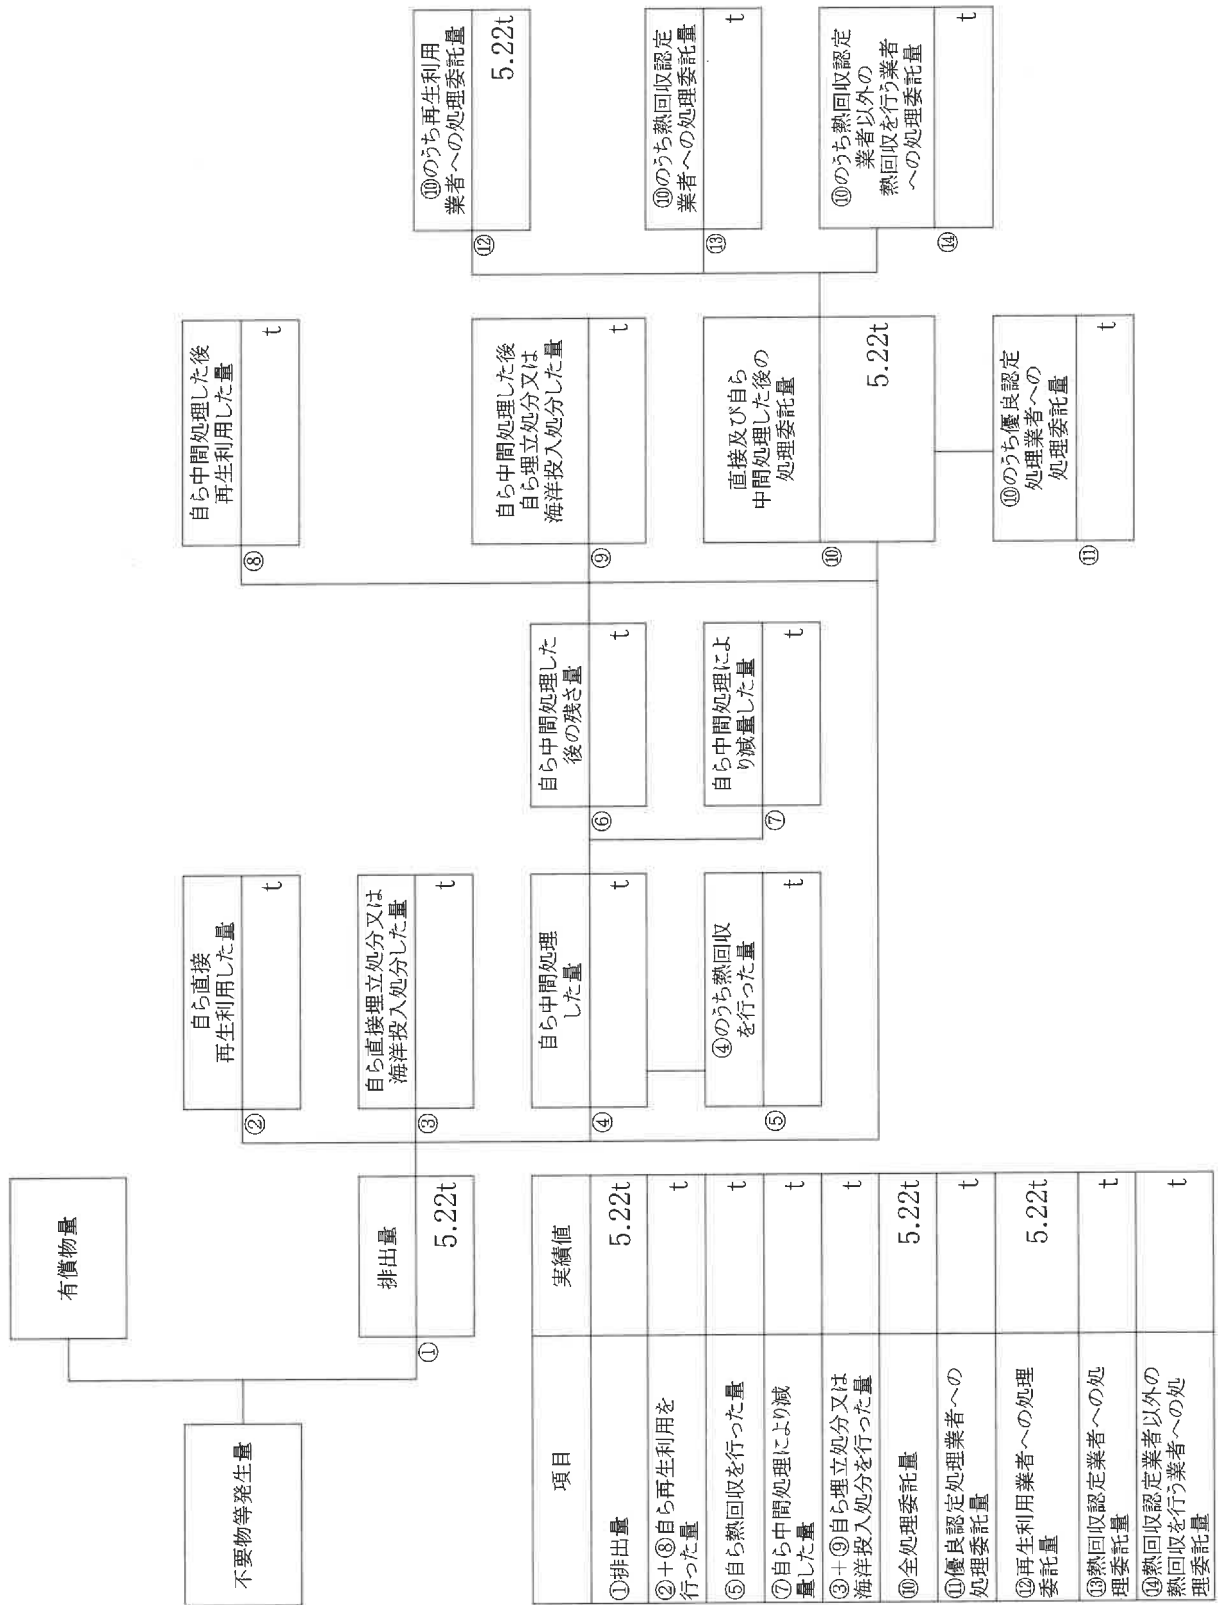 不要物等発生量
有償物量
排出量
①
5.22t
自ら直接
再生利用した量
②
t
自ら直接埋立処分又は
海洋投入処分した量
③
t
自ら中間処理
した量
④
t
④のうち熱回収
を行った量
⑤
t
自ら中間処理した
後の残さ量
⑥
t
自ら中間処理によ
り減量した量
⑦
t
自ら中間処理した後
再生利用した量
⑧
t
自ら中間処理した後
自ら埋立処分又は
海洋投入処分した量
⑨
t
直接及び自ら
中間処理した後の
処理委託量
⑩
5.22t
⑩のうち優良認定
処理業者への
処理委託量
⑪
t
⑩のうち再生利用
業者への処理委託量
⑫
5.22t
⑩のうち熱回収認定
業者への処理委託量
⑬
t
⑩のうち熱回収認定
業者以外の
熱回収を行う業者
への処理委託量
⑭
t
項目
実績値
①排出量
5.22t
②+⑧自ら再生利用を
行った量
t
⑤自ら熱回収を行った量
t
⑦自ら中間処理により減
量した量
t
③+⑨自ら埋立処分又は
海洋投入処分を行った量
t
⑩全処理委託量
5.22t
⑪優良認定処理業者への
処理委託量
t
⑫再生利用業者への処理
委託量
5.22t
⑬熱回収認定業者への処
理委託量
t
⑭熱回収認定業者以外の
熱回収を行う業者への処
理委託量
t